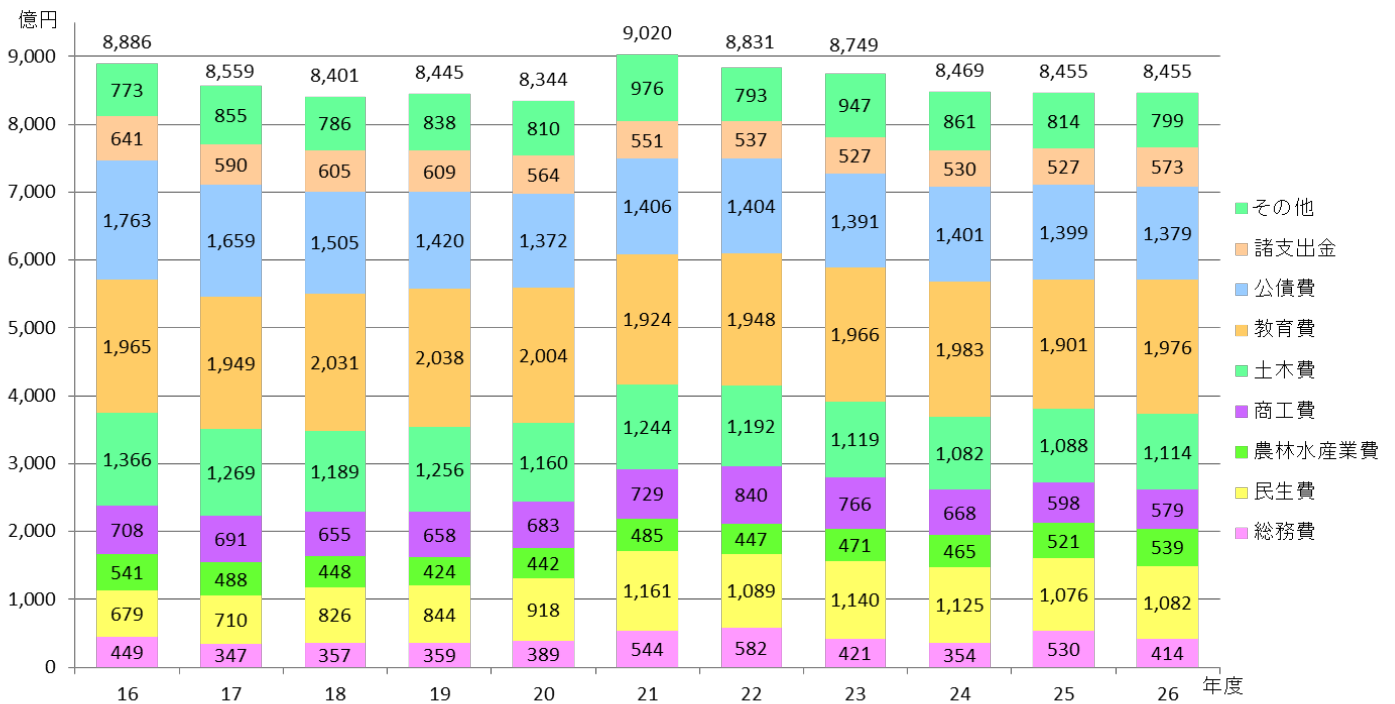 億円
8,886 8,559 8,401 8,445 8,344 9,020 8,831 8,749 8,469 8,455 8,455
9,000
773 855 786 838 810 976 793 947 861 814 799
8,000
641 590 605 609 564 551 537 527 530 527 573
7,000
1,763 1,659 1,505 1,420 1,372 1,406 1,404 1,391 1,401 1,399 1,379
6,000
5,000
1,965 1,949 2,031 2,038 2,004 1,924 1,948 1,966 1,983 1,901 1,976
4,000
1,366 1,269 1,189 1,256 1,160 1,244 1,192 1,119 1,082 1,088 1,114
3,000
708 691 655 658 683 729 840 766 668 598 579
2,000
541 488 448 424 442 485 447 471 465 521 539
1,000
679 710 826 844 918 1,161 1,089 1,140 1,125 1,076 1,082
449 347 357 359 389 544 582 421 354 530 414
0
16 17 18 19 20 21 22 23 24 25 26 年度
その他
諸支出金
公債費
教育費
土木費
商工費
農林水産業費
民生費
総務費